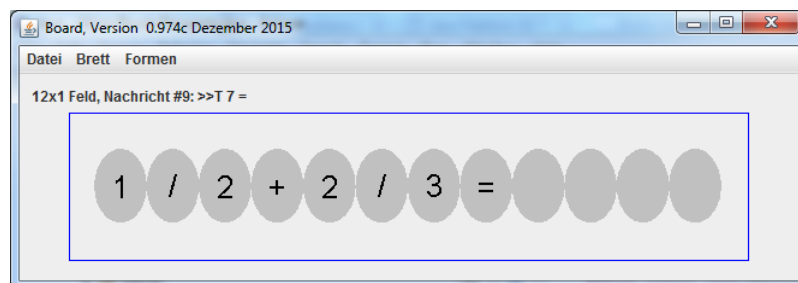 Board, Version 0.974c Dezember 2015
Datei Brett Formen
12x1 Feld, Nachricht #9: >>T 7 =
1 / 2 + 2 / 3 =